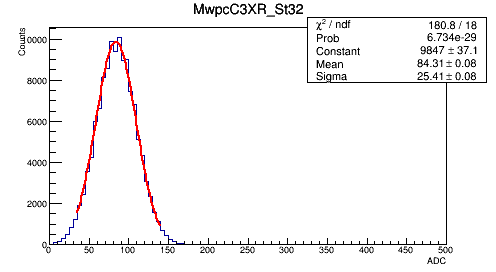 MwpcC3XR_St32
χ² / ndf 180.8 / 18
Prob 6.734e-29
Constant 9847 ± 37.1
Mean 84.31 ± 0.08
Sigma 25.41 ± 0.08
Counts
0000
8000
6000
4000
2000
0
0 50 100 150 200 250 300 350 400 450 500
ADC